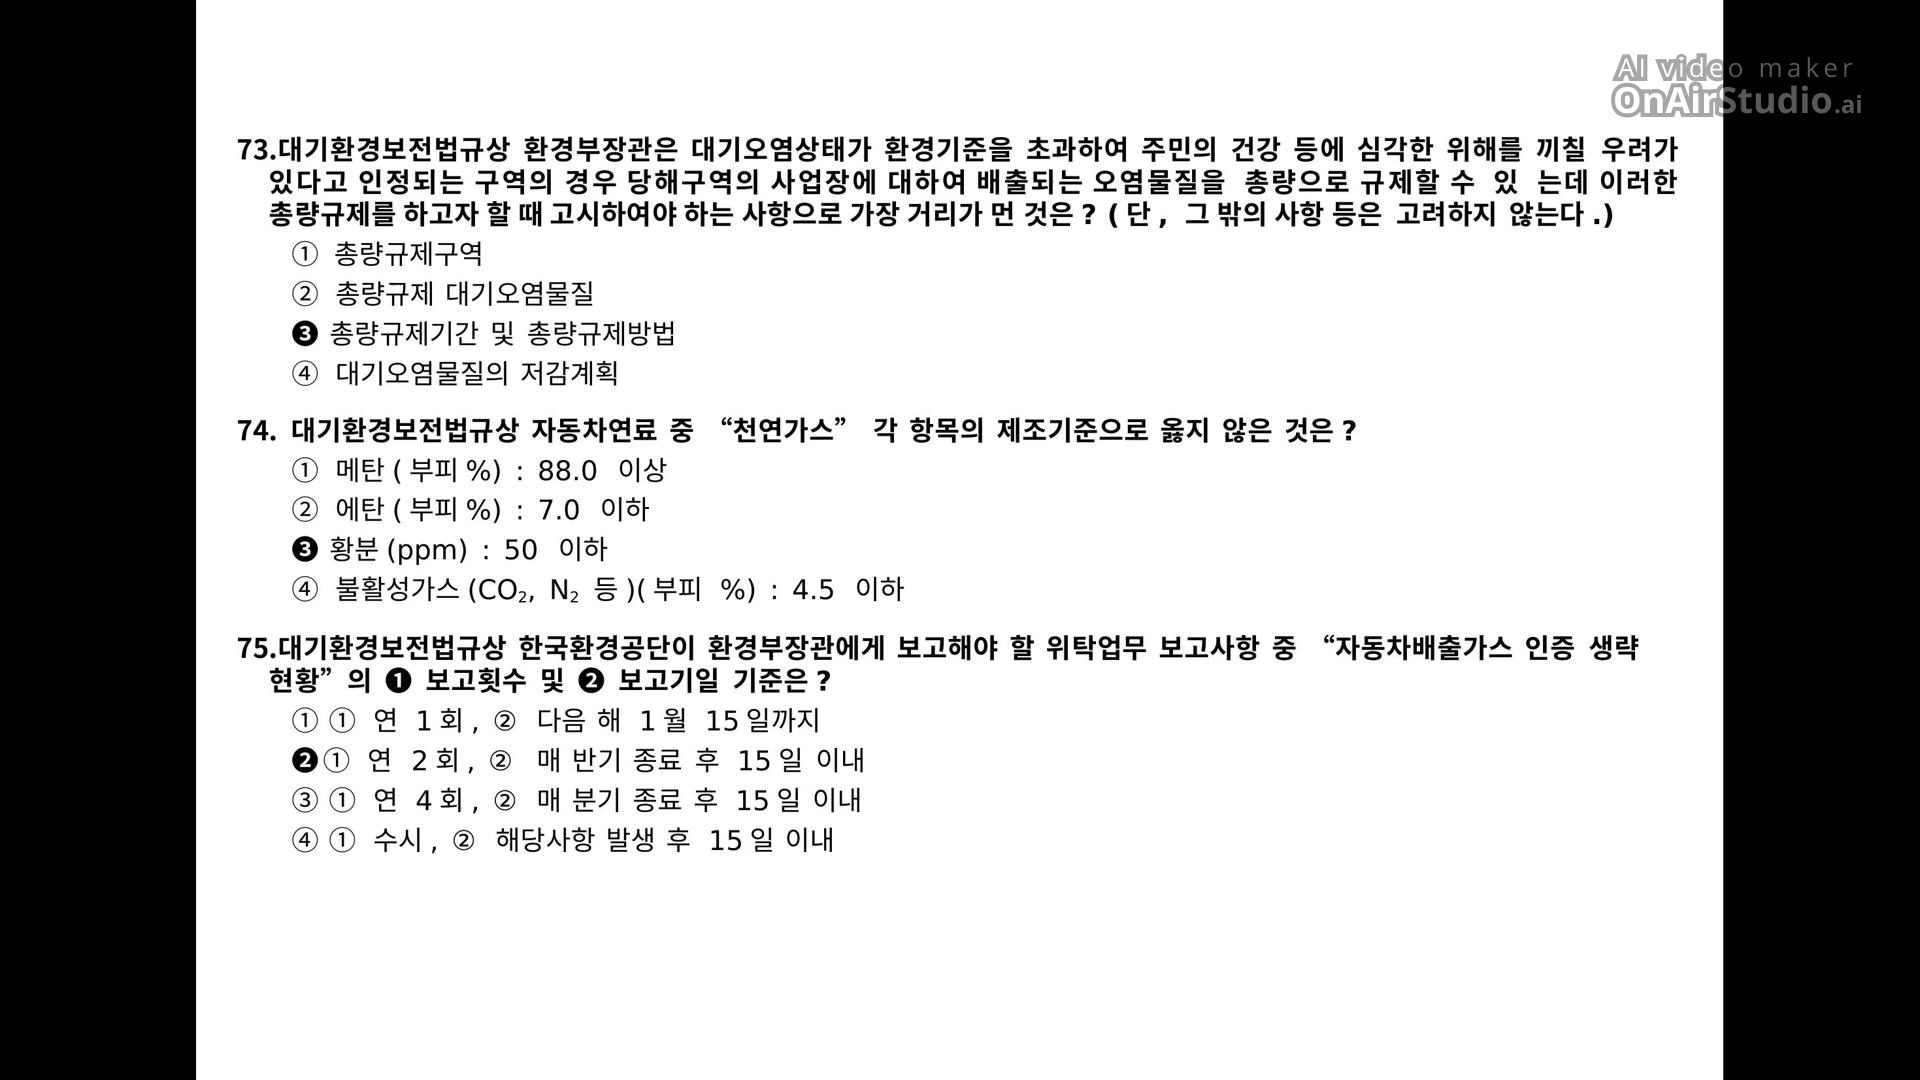 AI video maker
OnAirStudio.ai
73.대기환경보전법규상 환경부장관은 대기오염상태가 환경기준을 초과하여 주민의 건강 등에 심각한 위해를 끼칠 우려가
있다고 인정되는 구역의 경우 당해구역의 사업장에 대하여 배출되는 오염물질을 총량으로 규제할 수 있 는데 이러한
총량규제를 하고자 할 때 고시하여야 하는 사항으로 가장 거리가 먼 것은 ? ( 단 , 그 밖의 사항 등은 고려하지 않는다 .)
① 총량규제구역
② 총량규제 대기오염물질
❸ 총량규제기간 및 총량규제방법
④ 대기오염물질의 저감계획
74. 대기환경보전법규상 자동차연료 중 “천연가스” 각 항목의 제조기준으로 옳지 않은 것은 ?
① 메탄 ( 부피 %) : 88.0 이상
② 에탄 ( 부피 %) : 7.0 이하
❸ 황분 (ppm) : 50 이하
④ 불활성가스 (CO₂, N₂ 등 )( 부피 %) : 4.5 이하
75.대기환경보전법규상 한국환경공단이 환경부장관에게 보고해야 할 위탁업무 보고사항 중 “자동차배출가스 인증 생략
현황” 의 ❶ 보고횟수 및 ❷ 보고기일 기준은 ?
① ① 연 1 회 , ② 다음 해 1 월 15 일까지
❷ ① 연 2 회 , ② 매 반기 종료 후 15 일 이내
③ ① 연 4 회 , ② 매 분기 종료 후 15 일 이내
④ ① 수시 , ② 해당사항 발생 후 15 일 이내